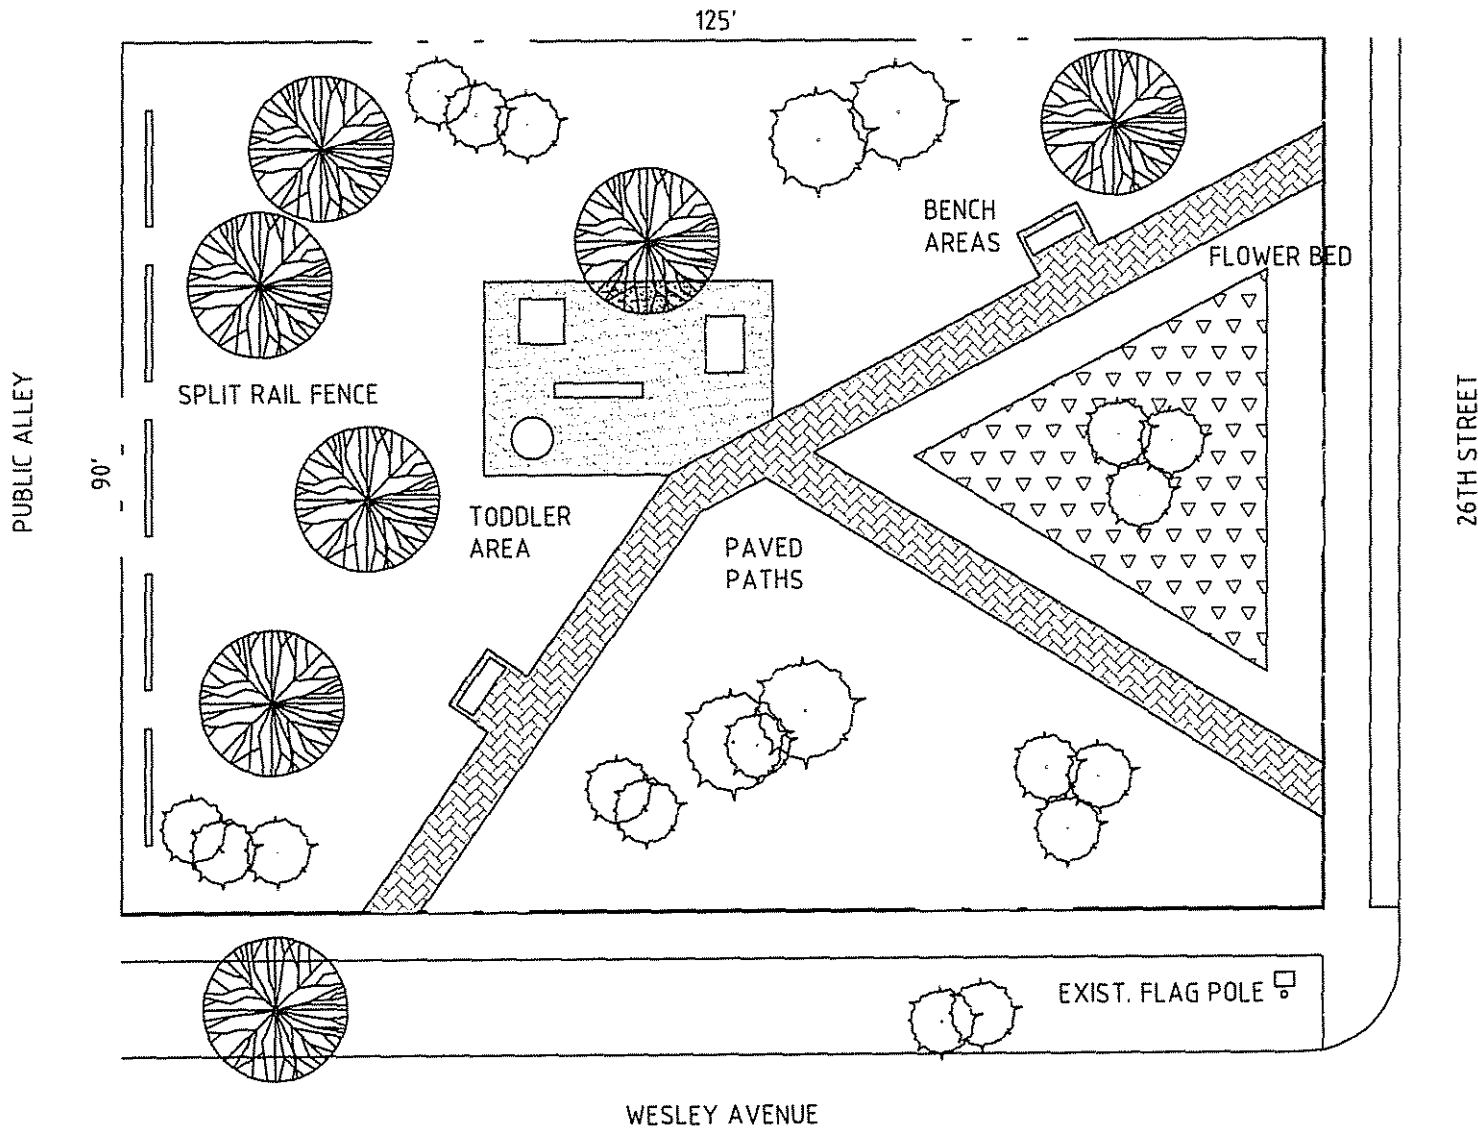 125'
BENCH
AREAS
FLOWER BED
SPLIT RAIL FENCE
PUBLIC ALLEY
90'
26TH STREET
TODDLER
AREA
PAVED
PATHS
EXIST. FLAG POLE
WESLEY AVENUE